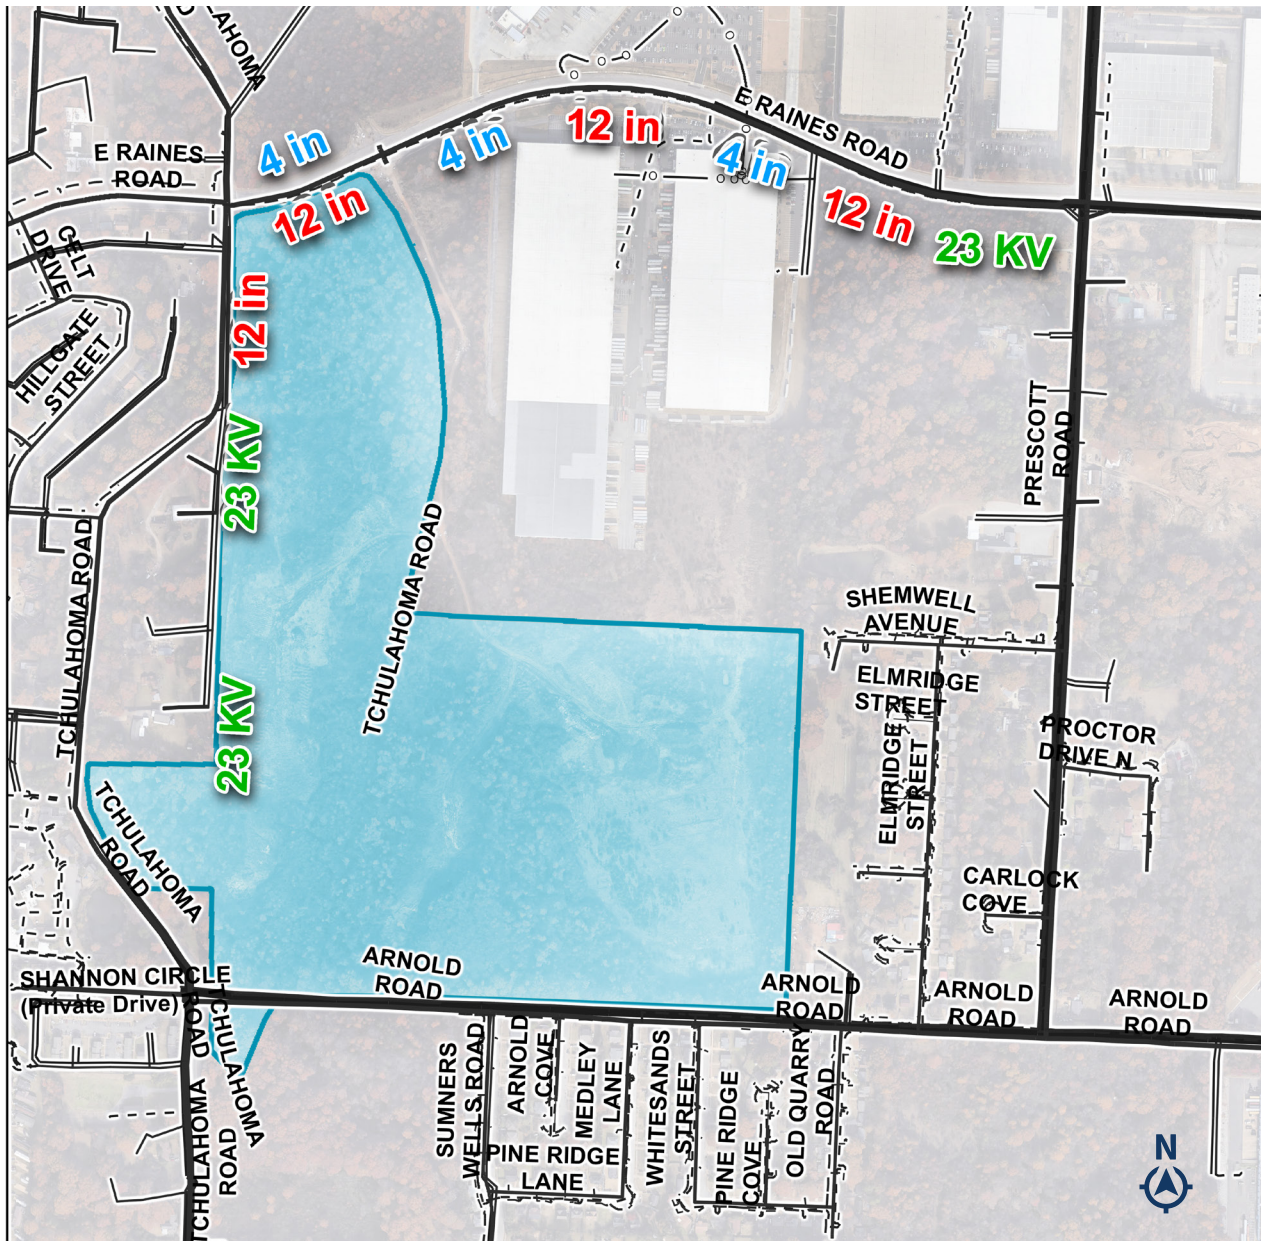 TCHULAHOMA
E RAINES ROAD
E RAINES
ROAD
4 in
4 in
12 in
4 in
12 in
12 in
23 KV
CELT
DRIVE
HILLGATE
STREET
12 in
23 KV
PRESCOTT
ROAD
TCHULAHOMA ROAD
TCHULAHOMA ROAD
SHEMWELL
AVENUE
ELMRIDGE
STREET
23 KV
ELMRIDGE
STREET
PROCTOR
DRIVE N
TCHULAHOMA
ROAD
CARLOCK
COVE
SHANNON CIRCLE
(Private Drive)
ARNOLD
ROAD
ARNOLD
ROAD
ARNOLD
ROAD
ARNOLD
ROAD
TCHULAHOMA
ROAD
TCHULAHOMA
ROAD
SUMNERS
WELLS ROAD
ARNOLD
COVE
MEDLEY
LANE
WHITESANDS
STREET
PINE RIDGE
COVE
OLD QUARRY
ROAD
PINE RIDGE
LANE
N